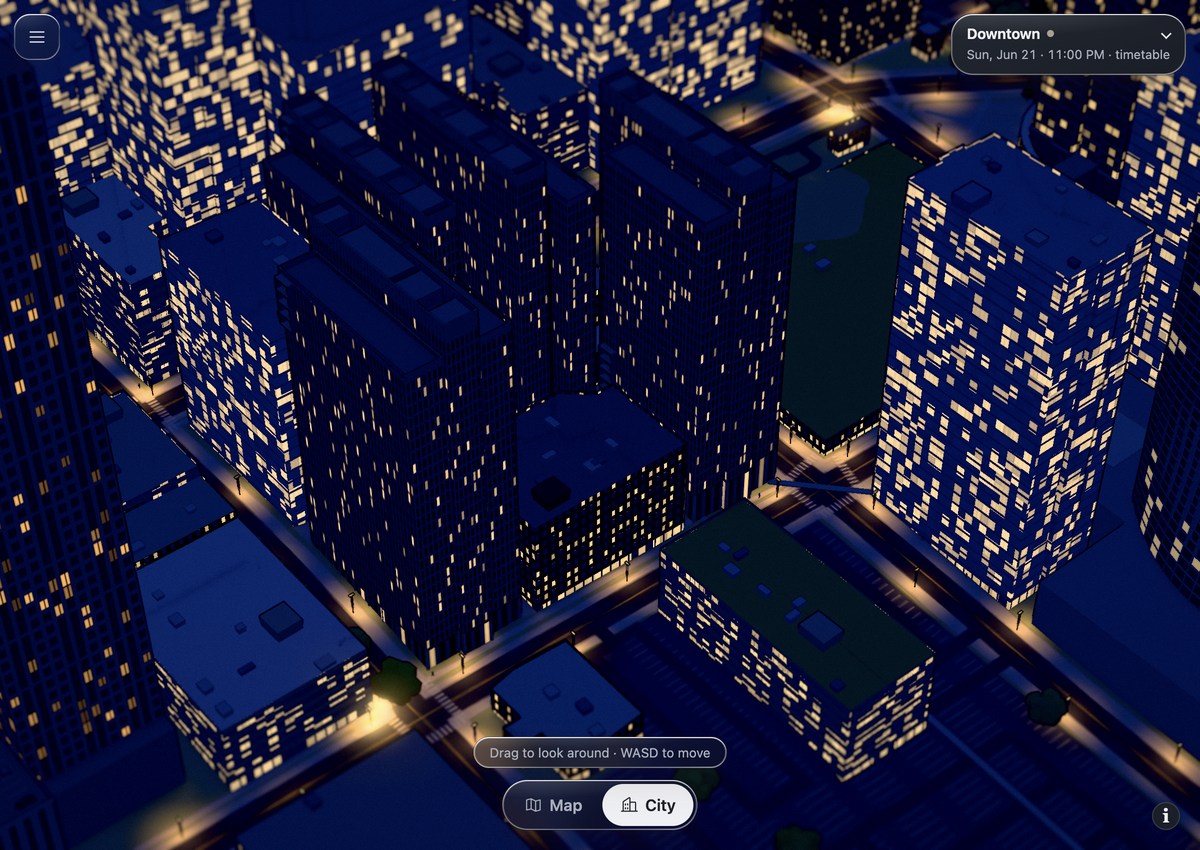 Downtown
Sun, Jun 21 · 11:00 PM · timetable
Drag to look around · WASD to move
Map
City
i